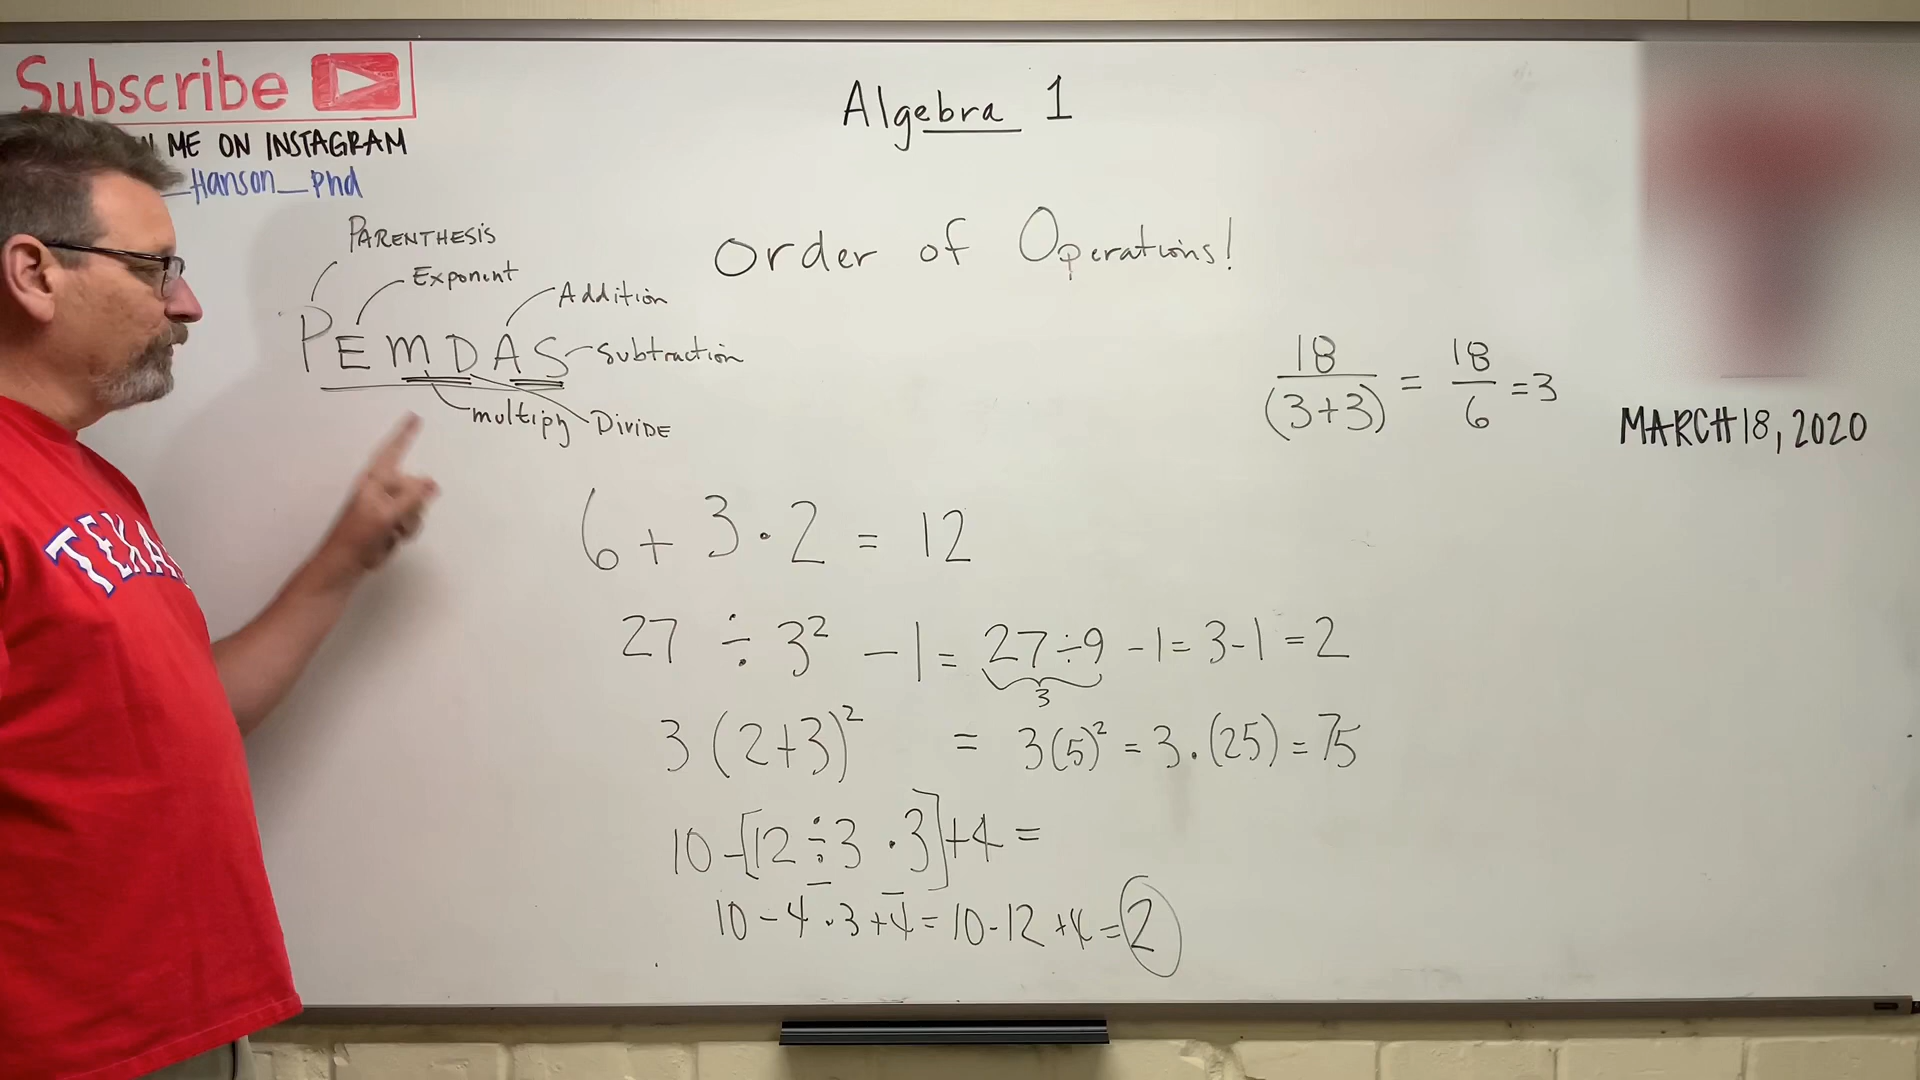 Subscribe
ME ON INSTAGRAM
_Hanson_phd
Algebra 1
Order of Operations!
PARENTHESIS
Exponent
Addition
PEMDAS
Subtraction
multiply
DIVIDE
18/(3+3) = 18/6 = 3
MARCH 18, 2020
6 + 3 · 2 = 12
27 ÷ 3² - 1 = 27÷9 - 1 = 3-1 = 2
3
3(2+3)² = 3(5)² = 3·(25) = 75
10-[12÷3·3]+4=
10-4·3+4=10-12+4=2
TEXA